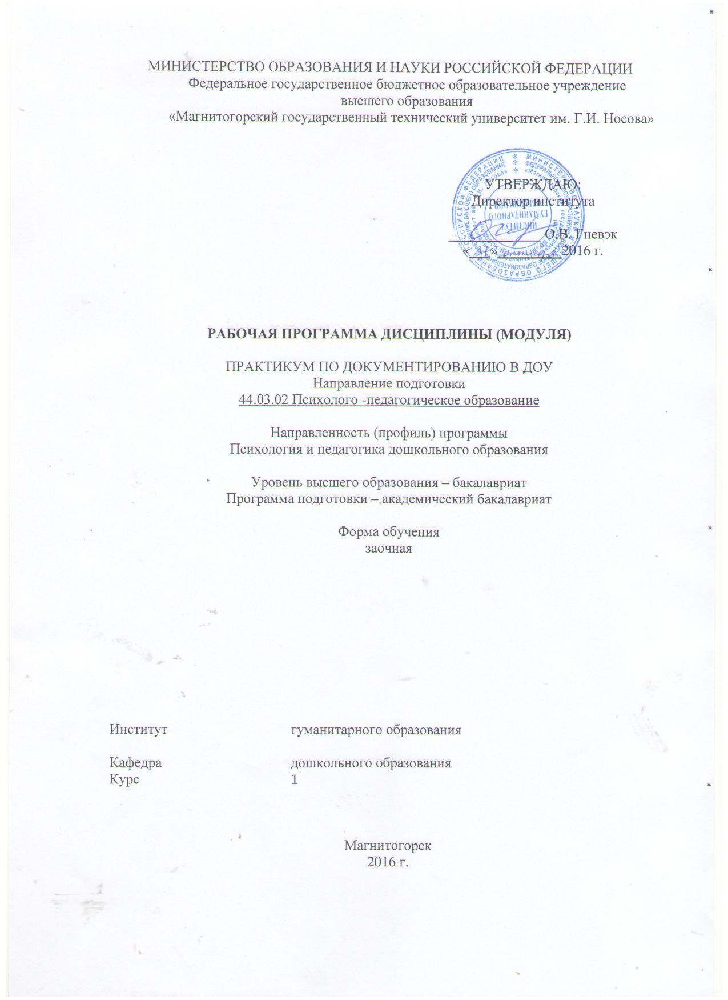 МИНИСТЕРСТВО ОБРАЗОВАНИЯ И НАУКИ РОССИЙСКОЙ ФЕДЕРАЦИИ
Федеральное государственное бюджетное образовательное учреждение
высшего образования
«Магнитогорский государственный технический университет им. Г.И. Носова»
УТВЕРЖДАЮ:
Директор института
О.В. Гневэк
« » 2016 г.
ИНСТИТУТ
ГУМАНИТАРНОГО
ОБРАЗОВАНИЯ
РАБОЧАЯ ПРОГРАММА ДИСЦИПЛИНЫ (МОДУЛЯ)
ПРАКТИКУМ ПО ДОКУМЕНТИРОВАНИЮ В ДОУ
Направление подготовки
44.03.02 Психолого -педагогическое образование
Направленность (профиль) программы
Психология и педагогика дошкольного образования
Уровень высшего образования – бакалавриат
Программа подготовки – академический бакалавриат
Форма обучения
заочная
Институт гуманитарного образования
Кафедра дошкольного образования
Курс 1
Магнитогорск
2016 г.